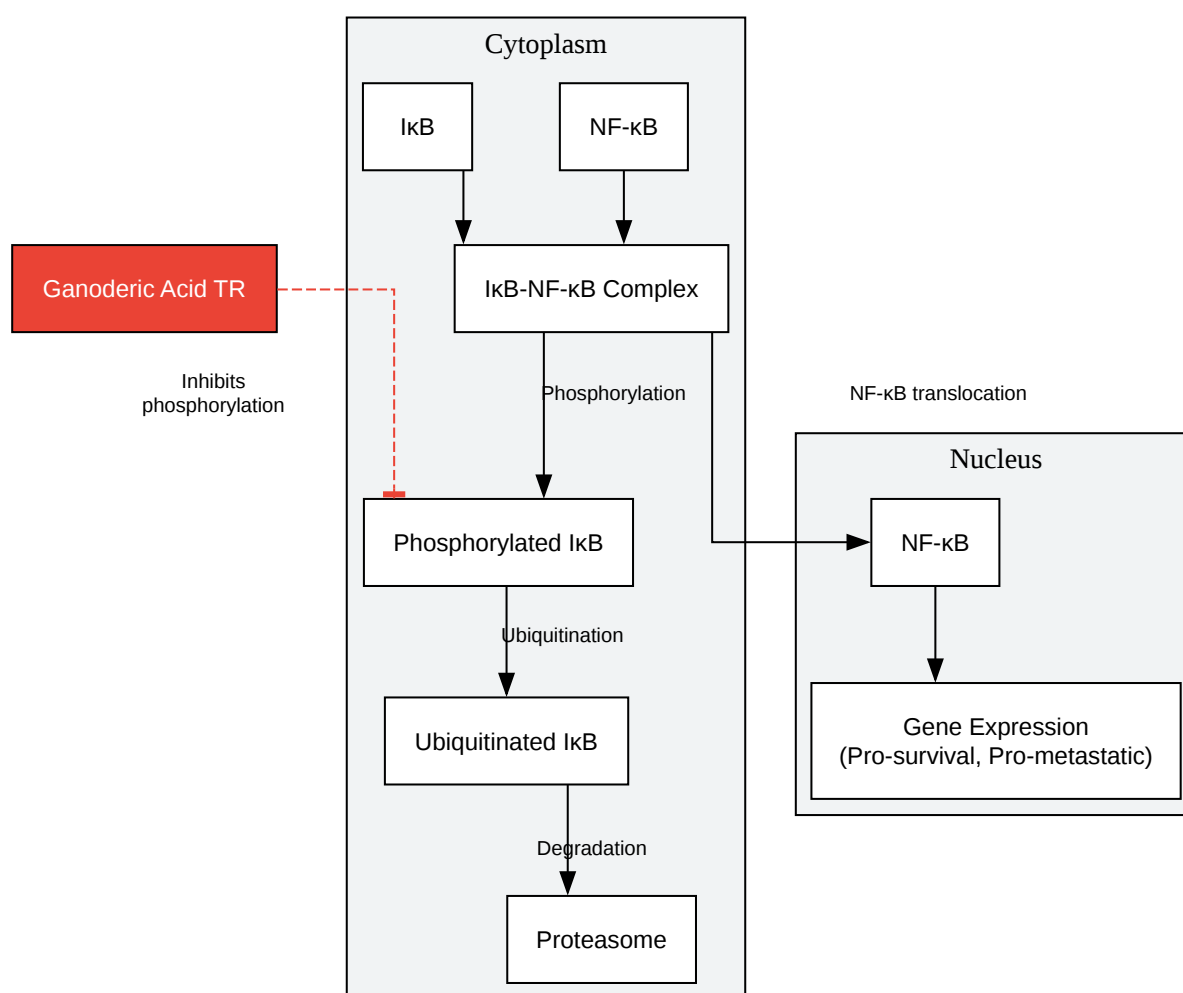 Cytoplasm
IκB
NF-κB
Ganoderic Acid TR
IκB-NF-κB Complex
Inhibits
phosphorylation
Phosphorylation
NF-κB translocation
Nucleus
Phosphorylated IκB
NF-κB
Ubiquitination
Ubiquitinated IκB
Gene Expression
(Pro-survival, Pro-metastatic)
Degradation
Proteasome